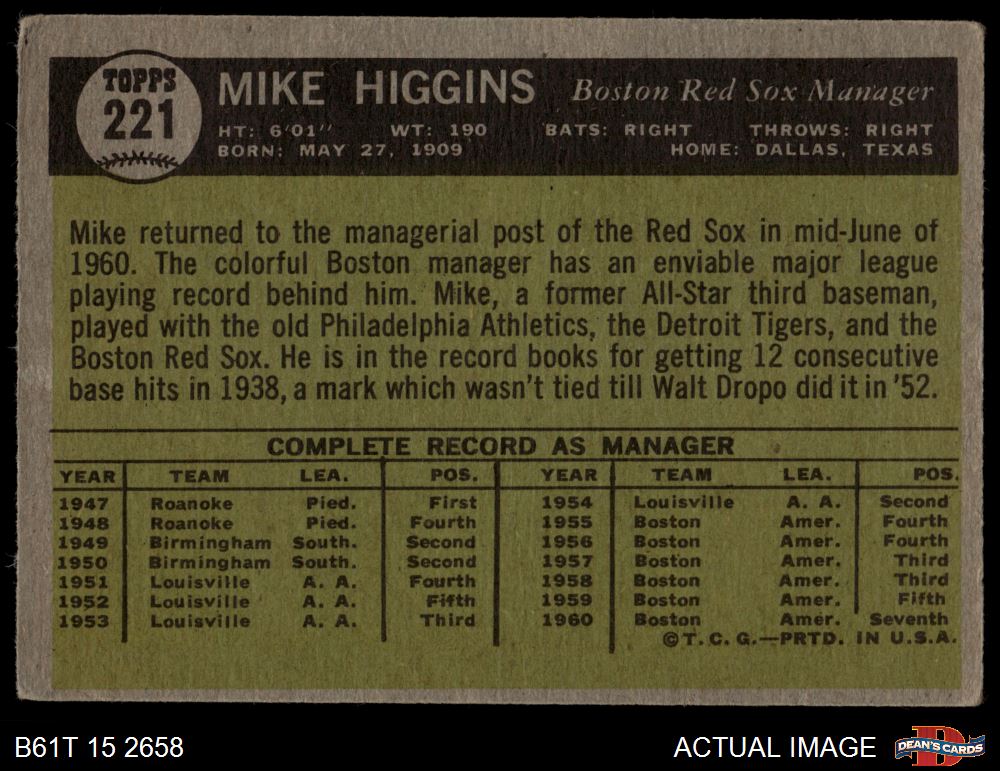 TOPPS
221
MIKE HIGGINS Boston Red Sox Manager
HT: 6'01" WT: 190 BATS: RIGHT THROWS: RIGHT
BORN: MAY 27, 1909 HOME: DALLAS, TEXAS
Mike returned to the managerial post of the Red Sox in mid-June of
1960. The colorful Boston manager has an enviable major league
playing record behind him. Mike, a former All-Star third baseman,
played with the old Philadelphia Athletics, the Detroit Tigers, and the
Boston Red Sox. He is in the record books for getting 12 consecutive
base hits in 1938, a mark which wasn't tied till Walt Dropo did it in '52.
COMPLETE RECORD AS MANAGER
YEAR TEAM LEA. POS. YEAR TEAM LEA. POS.
1947 Roanoke Pied. First 1954 Louisville A. A. Second
1948 Roanoke Pied. Fourth 1955 Boston Amer. Fourth
1949 Birmingham South. Second 1956 Boston Amer. Fourth
1950 Birmingham South. Second 1957 Boston Amer. Third
1951 Louisville A. A. Fourth 1958 Boston Amer. Third
1952 Louisville A. A. Fifth 1959 Boston Amer. Fifth
1953 Louisville A. A. Third 1960 Boston Amer. Seventh
©T. C. G.—PRTD. IN U.S.A.
B61T 15 2658 ACTUAL IMAGE DEAN'S CARDS